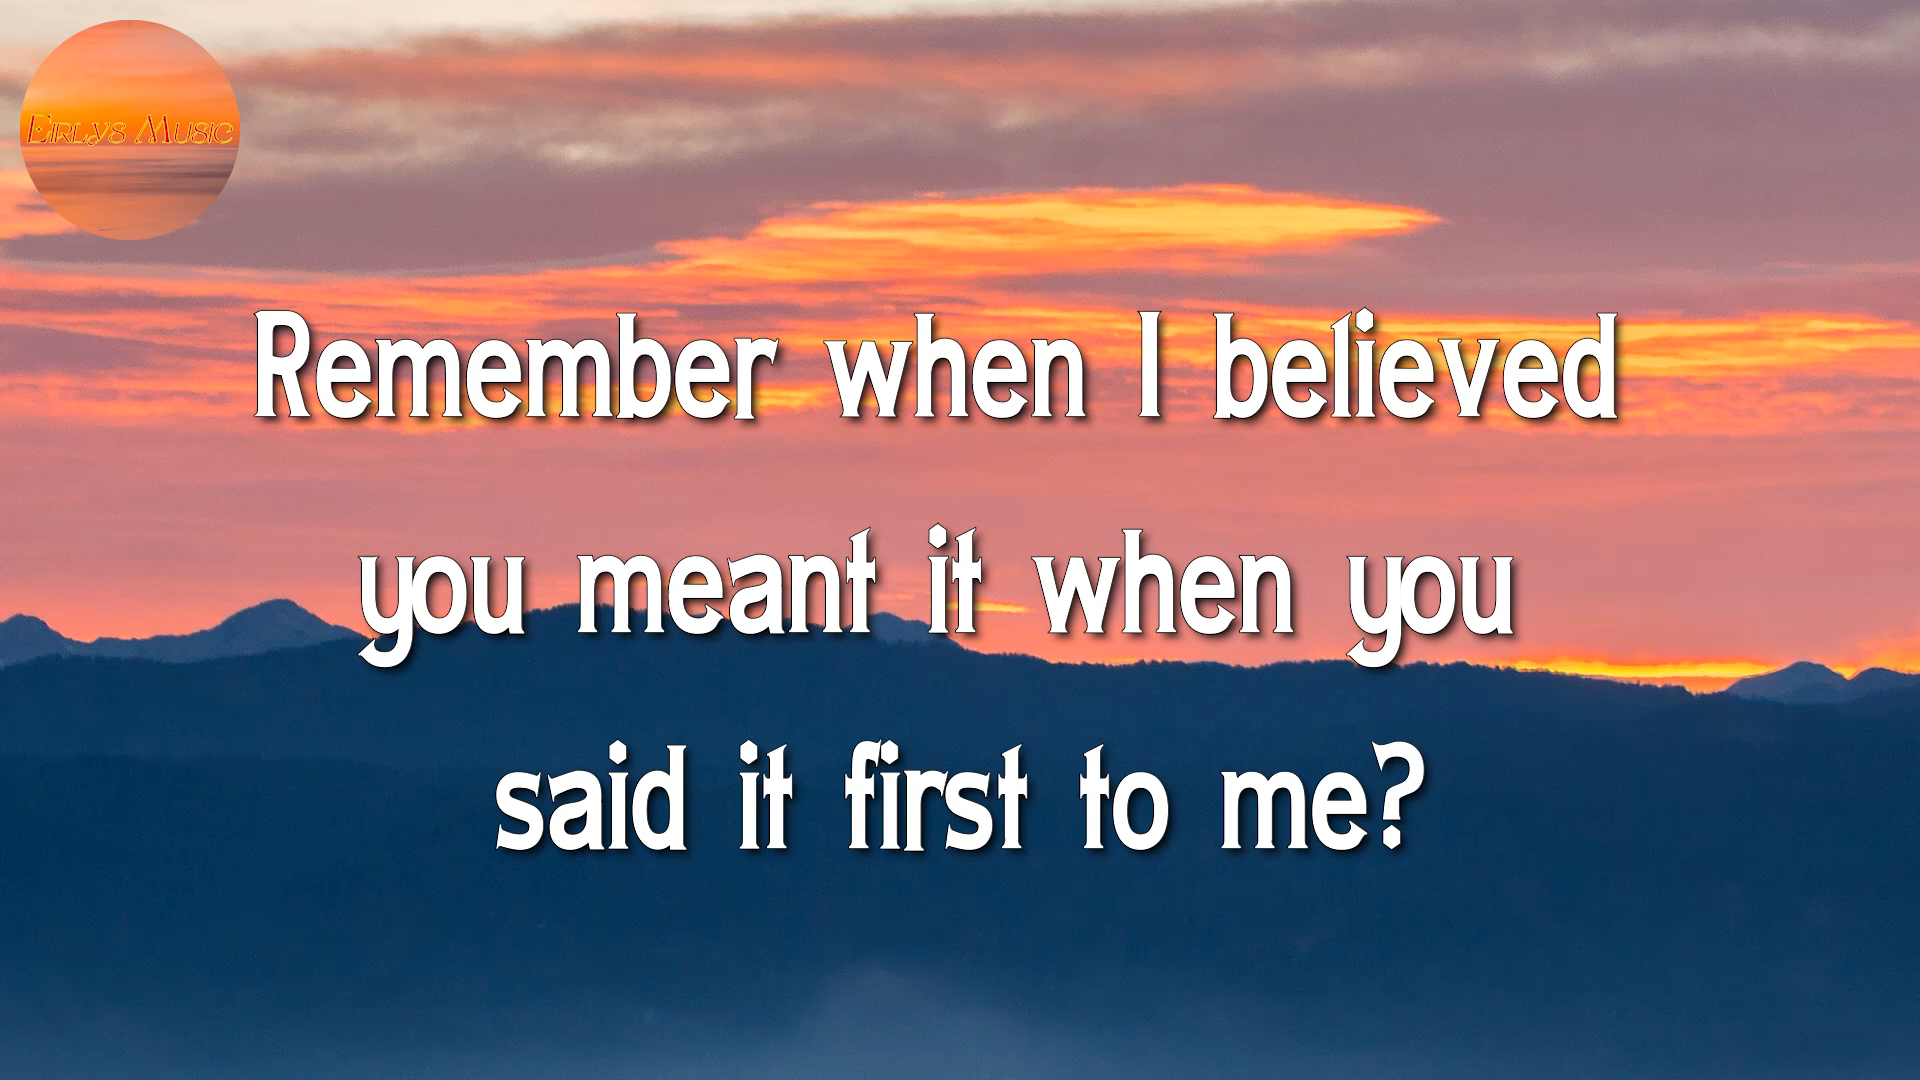 Eirlys Music
Remember when I believed
you meant it when you
said it first to me?